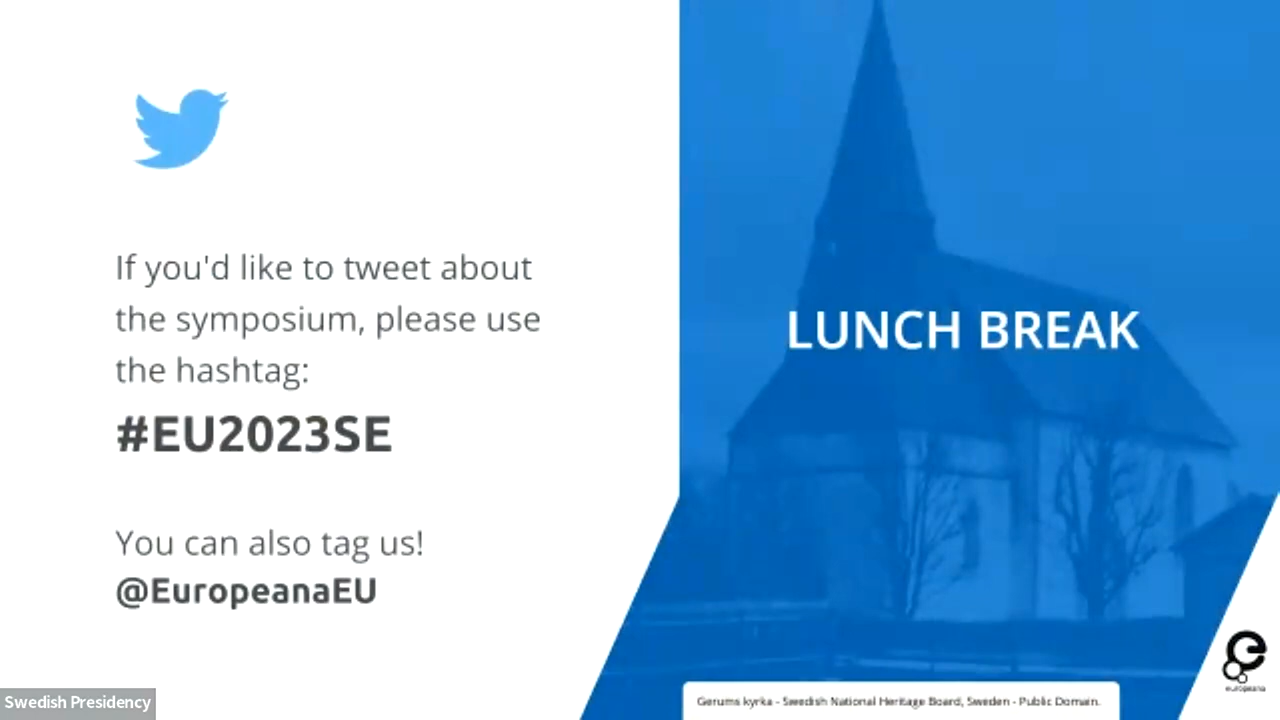 If you'd like to tweet about
the symposium, please use
the hashtag:
#EU2023SE
You can also tag us!
@EuropeanaEU
LUNCH BREAK
Gerums kyrka - Swedish National Heritage Board, Sweden - Public Domain.
europeana
Swedish Presidency